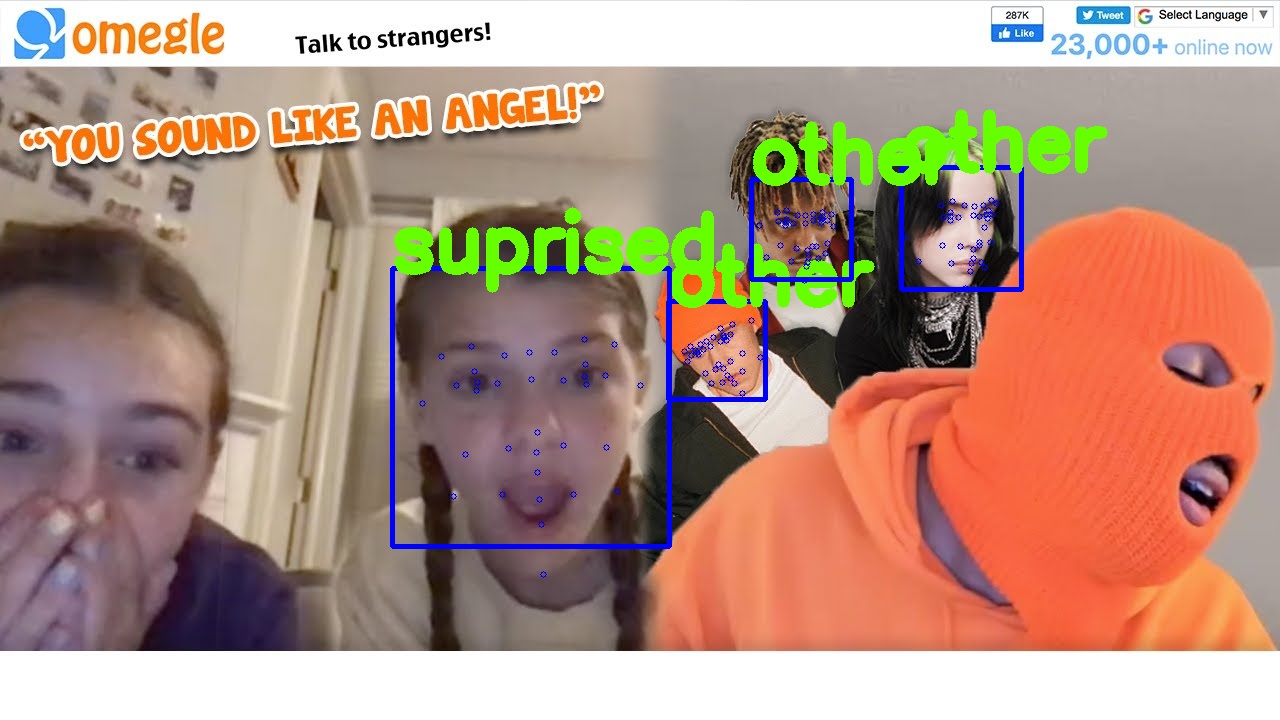 omegle
Talk to strangers!
287K
Like
Tweet
Select Language
23,000+ online now
“YOU SOUND LIKE AN ANGEL!”
other
other
suprised
other